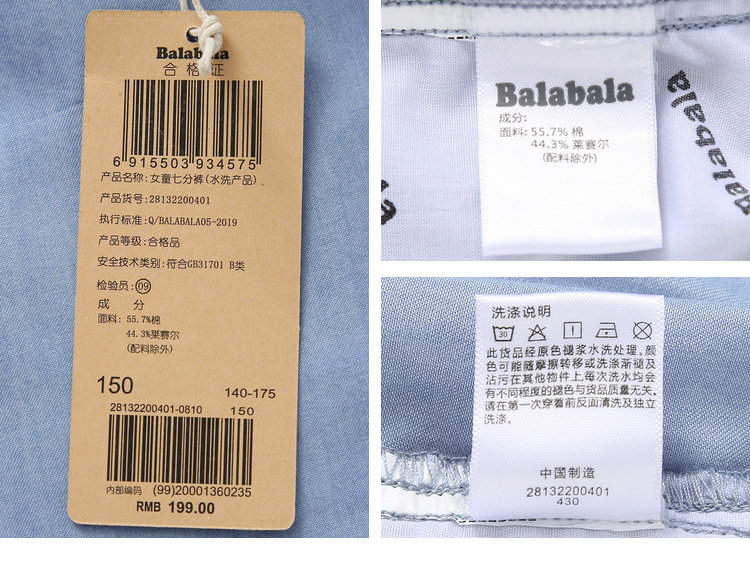 Balabala
合格证
6 915503 934575
产品名称: 女童七分裤(水洗产品)
产品货号: 28132200401
执行标准: Q/BALABALA05-2019
产品等级: 合格品
安全技术类别: 符合GB31701 B类
检验员: 09
成 分
面料: 55.7%棉
44.3%莱赛尔
(配料除外)
150 140-175
28132200401-0810 150
内部编码 (99)20001360235
RMB 199.00
Balabala
成分:
面料: 55.7% 棉
44.3% 莱赛尔
(配料除外)
alabala
洗涤说明
此货品经原色褪浆水洗处理, 颜
色可能随摩擦转移或洗涤渐褪及
沾污在其他物件上, 每次洗水均会
有不同程度的褪色与货品质量无关,
请在第一次穿着前反面清洗及独立
洗涤。
中国制造
28132200401
430